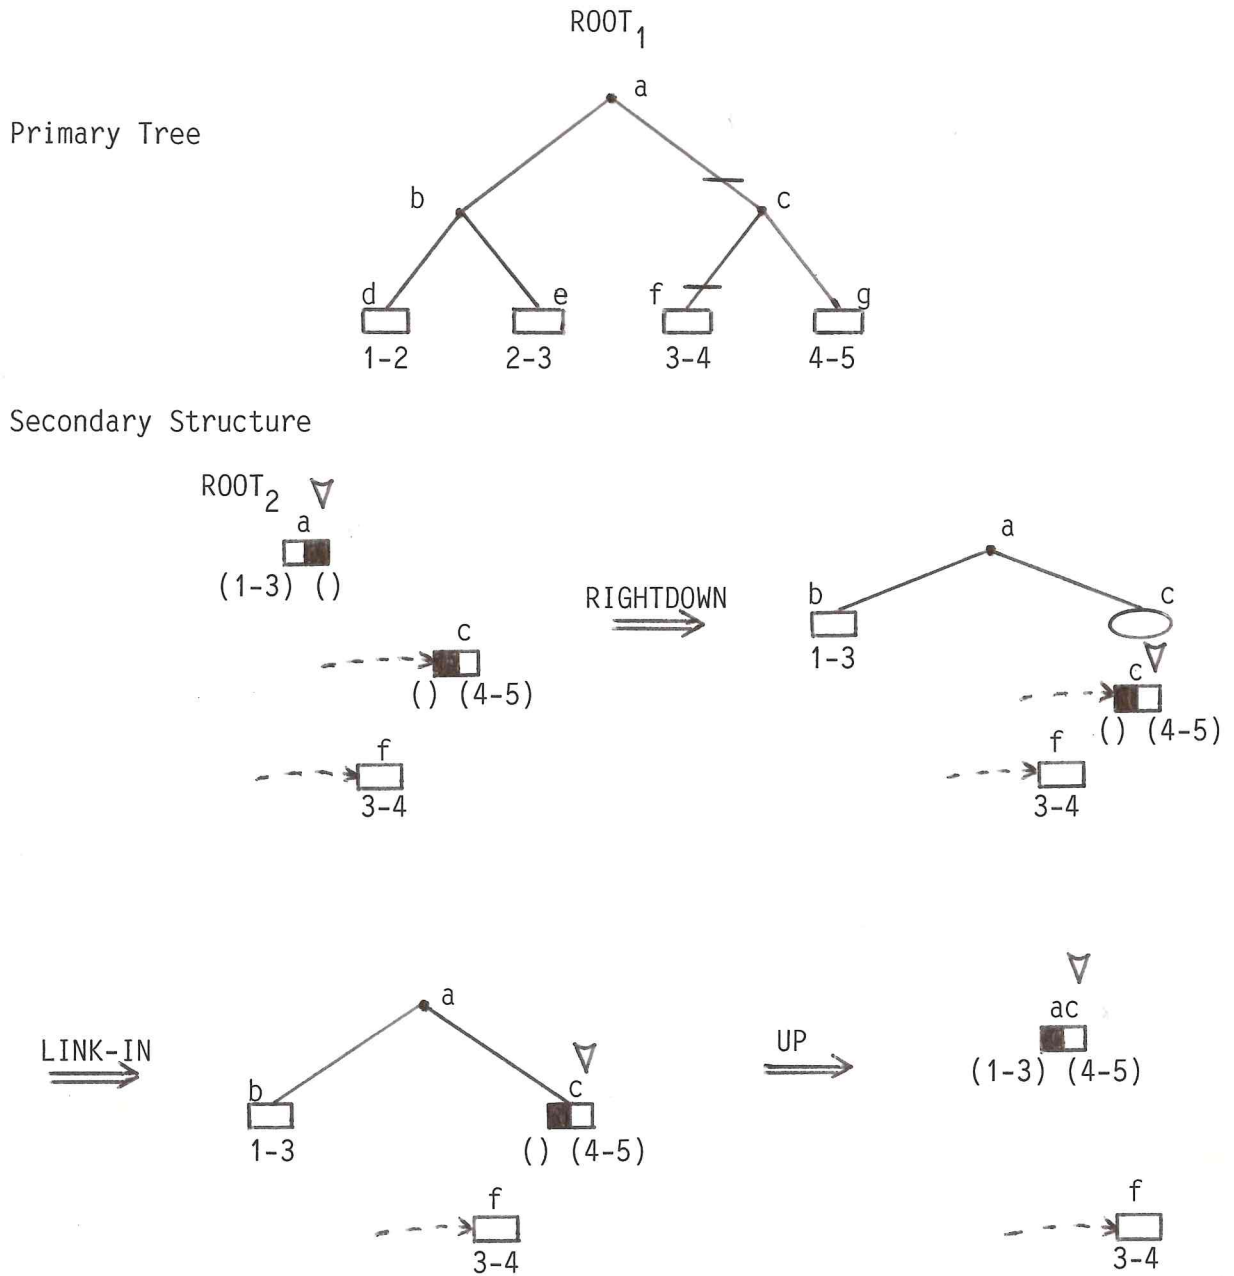 ROOT1
a
Primary Tree
b
c
d
e
f
g
1-2
2-3
3-4
4-5
Secondary Structure
ROOT2
a
(1-3) ()
c
() (4-5)
f
3-4
RIGHTDOWN
a
b
c
1-3
c
() (4-5)
f
3-4
LINK-IN
a
b
c
1-3
() (4-5)
f
3-4
UP
ac
(1-3) (4-5)
f
3-4